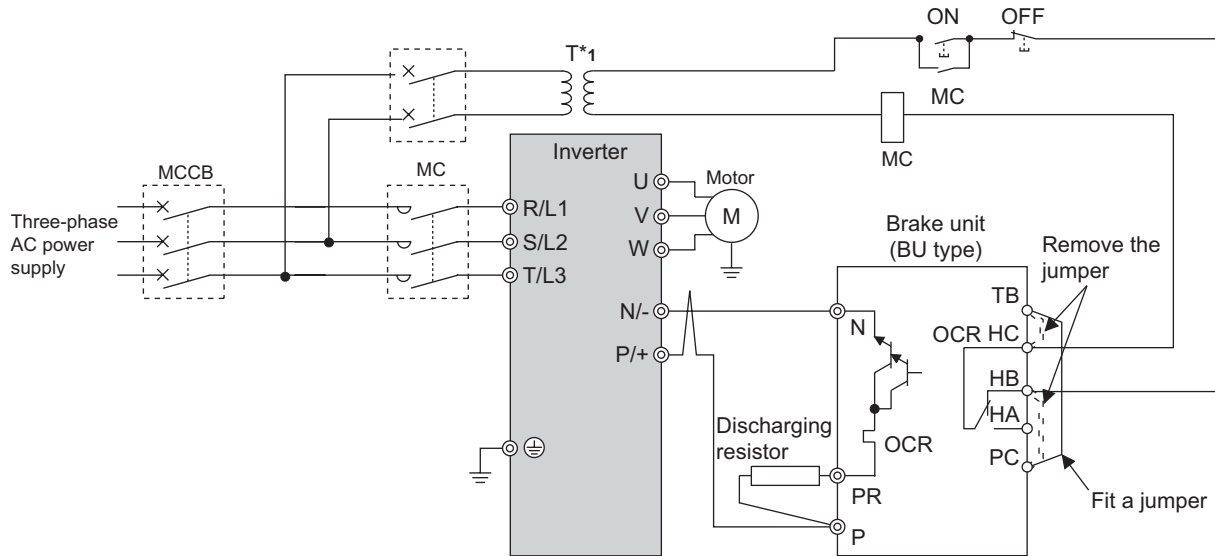 ON
OFF
T*1
MC
MC
MCCB
MC
Three-phase
AC power
supply
Inverter
R/L1
S/L2
T/L3
U
V
W
N/-
P/+
Motor
M
Brake unit
(BU type)
Remove the
jumper
TB
OCR
HC
HB
HA
PC
N
OCR
Discharging
resistor
PR
P
Fit a jumper